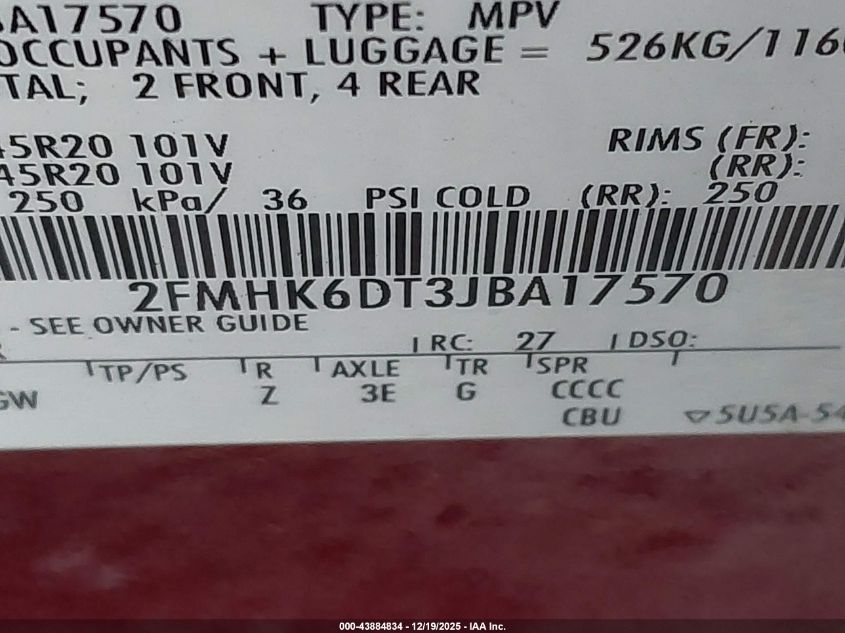 A17570 TYPE: MPV
OCCUPANTS + LUGGAGE = 526KG/116
TAL; 2 FRONT, 4 REAR
45R20 101V RIMS (FR):
45R20 101V (RR):
250 kPa/ 36 PSI COLD (RR): 250
2FMHK6DT3JBA17570
- SEE OWNER GUIDE
RC: 27 DSO:
TP/PS R AXLE TR SPR
GW Z 3E G CCCC
CBU 5U5A-54
000-43884834 - 12/19/2025 - IAA Inc.